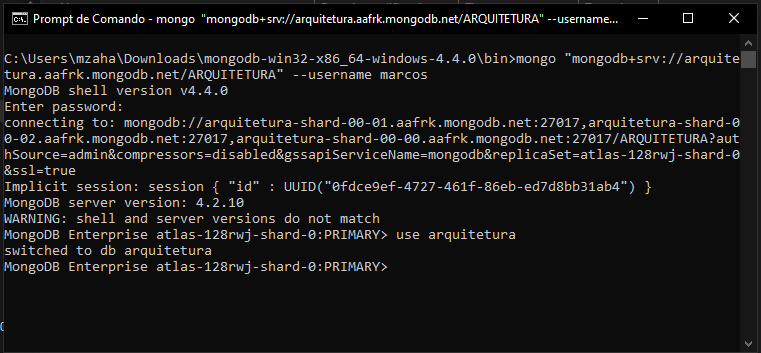 Prompt de Comando - mongo "mongodb+srv://arquitetura.aafrk.mongodb.net/ARQUITETURA" --username...
C:\Users\mzaha\Downloads\mongodb-win32-x86_64-windows-4.4.0\bin>mongo "mongodb+srv://arquite
tura.aafrk.mongodb.net/ARQUITETURA" --username marcos
MongoDB shell version v4.4.0
Enter password:
connecting to: mongodb://arquitetura-shard-00-01.aafrk.mongodb.net:27017,arquitetura-shard-0
0-02.aafrk.mongodb.net:27017,arquitetura-shard-00-00.aafrk.mongodb.net:27017/ARQUITETURA?aut
hSource=admin&compressors=disabled&gssapiServiceName=mongodb&replicaSet=atlas-128rwj-shard-0
&ssl=true
Implicit session: session { "id" : UUID("0fdce9ef-4727-461f-86eb-ed7d8bb31ab4") }
MongoDB server version: 4.2.10
WARNING: shell and server versions do not match
MongoDB Enterprise atlas-128rwj-shard-0:PRIMARY> use arquitetura
switched to db arquitetura
MongoDB Enterprise atlas-128rwj-shard-0:PRIMARY>